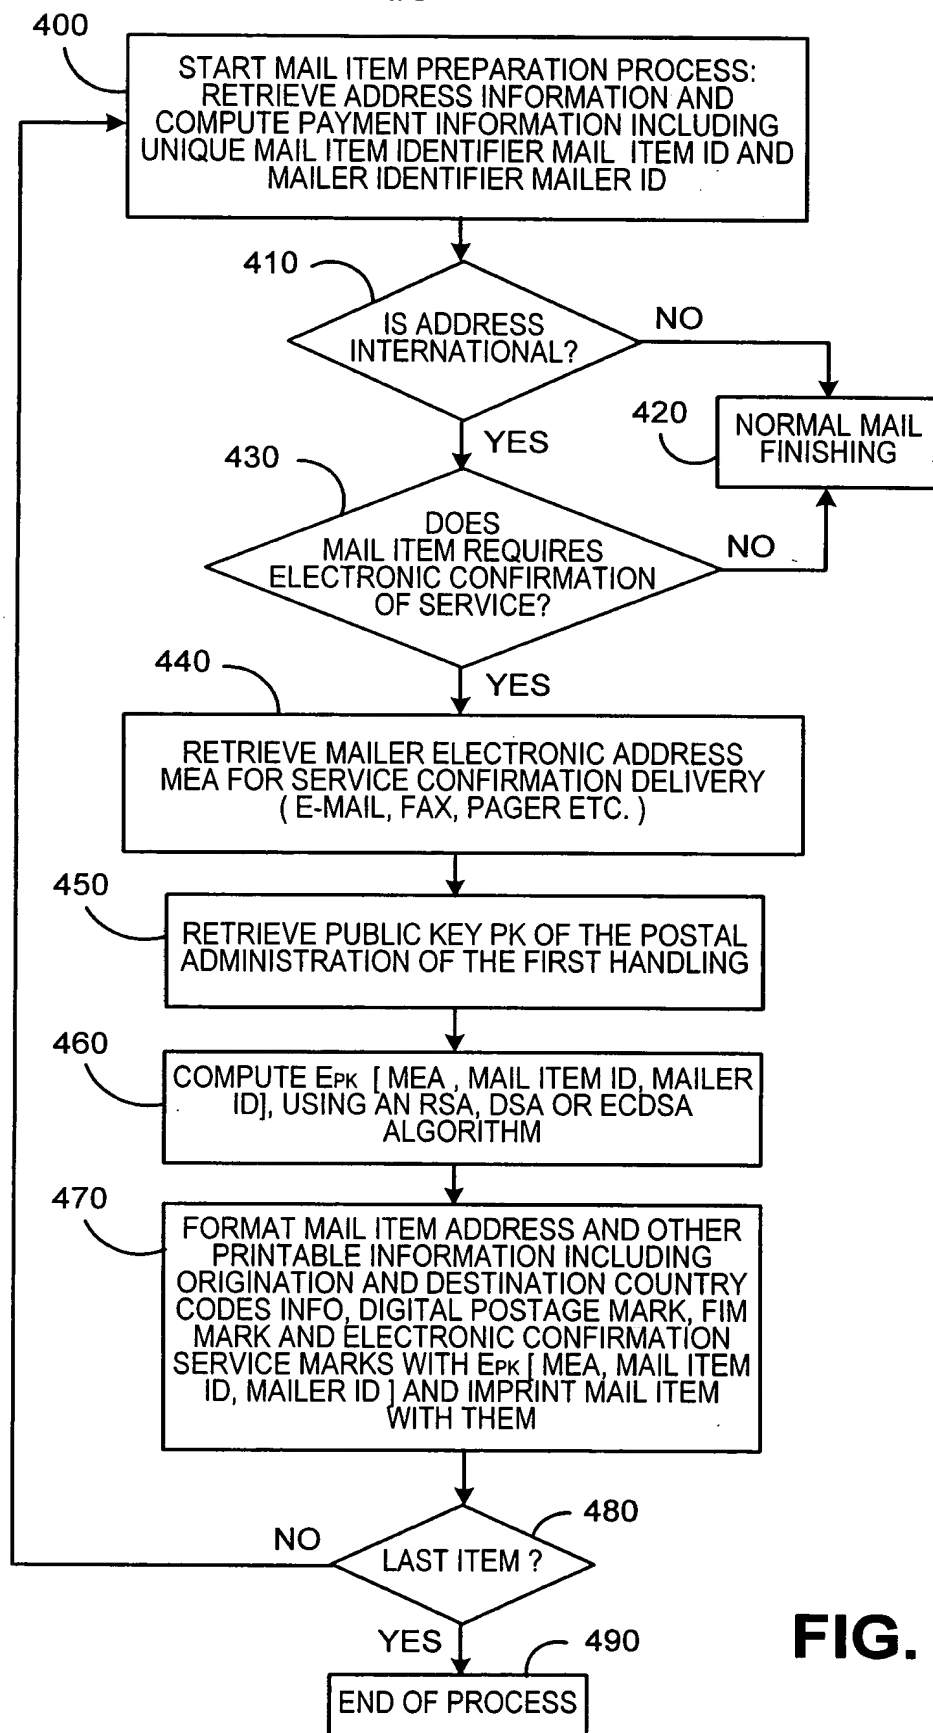 400
START MAIL ITEM PREPARATION PROCESS:
RETRIEVE ADDRESS INFORMATION AND
COMPUTE PAYMENT INFORMATION INCLUDING
UNIQUE MAIL ITEM IDENTIFIER MAIL ITEM ID AND
MAILER IDENTIFIER MAILER ID
410
IS ADDRESS
INTERNATIONAL?
NO
YES
420
NORMAL MAIL
FINISHING
430
DOES
MAIL ITEM REQUIRES
ELECTRONIC CONFIRMATION
OF SERVICE?
NO
YES
440
RETRIEVE MAILER ELECTRONIC ADDRESS
MEA FOR SERVICE CONFIRMATION DELIVERY
( E-MAIL, FAX, PAGER ETC. )
450
RETRIEVE PUBLIC KEY PK OF THE POSTAL
ADMINISTRATION OF THE FIRST HANDLING
460
COMPUTE EPK [ MEA , MAIL ITEM ID, MAILER
ID], USING AN RSA, DSA OR ECDSA
ALGORITHM
470
FORMAT MAIL ITEM ADDRESS AND OTHER
PRINTABLE INFORMATION INCLUDING
ORIGINATION AND DESTINATION COUNTRY
CODES INFO, DIGITAL POSTAGE MARK, FIM
MARK AND ELECTRONIC CONFIRMATION
SERVICE MARKS WITH EPK [ MEA, MAIL ITEM
ID, MAILER ID ] AND IMPRINT MAIL ITEM
WITH THEM
480
LAST ITEM ?
NO
YES
490
END OF PROCESS
FIG.